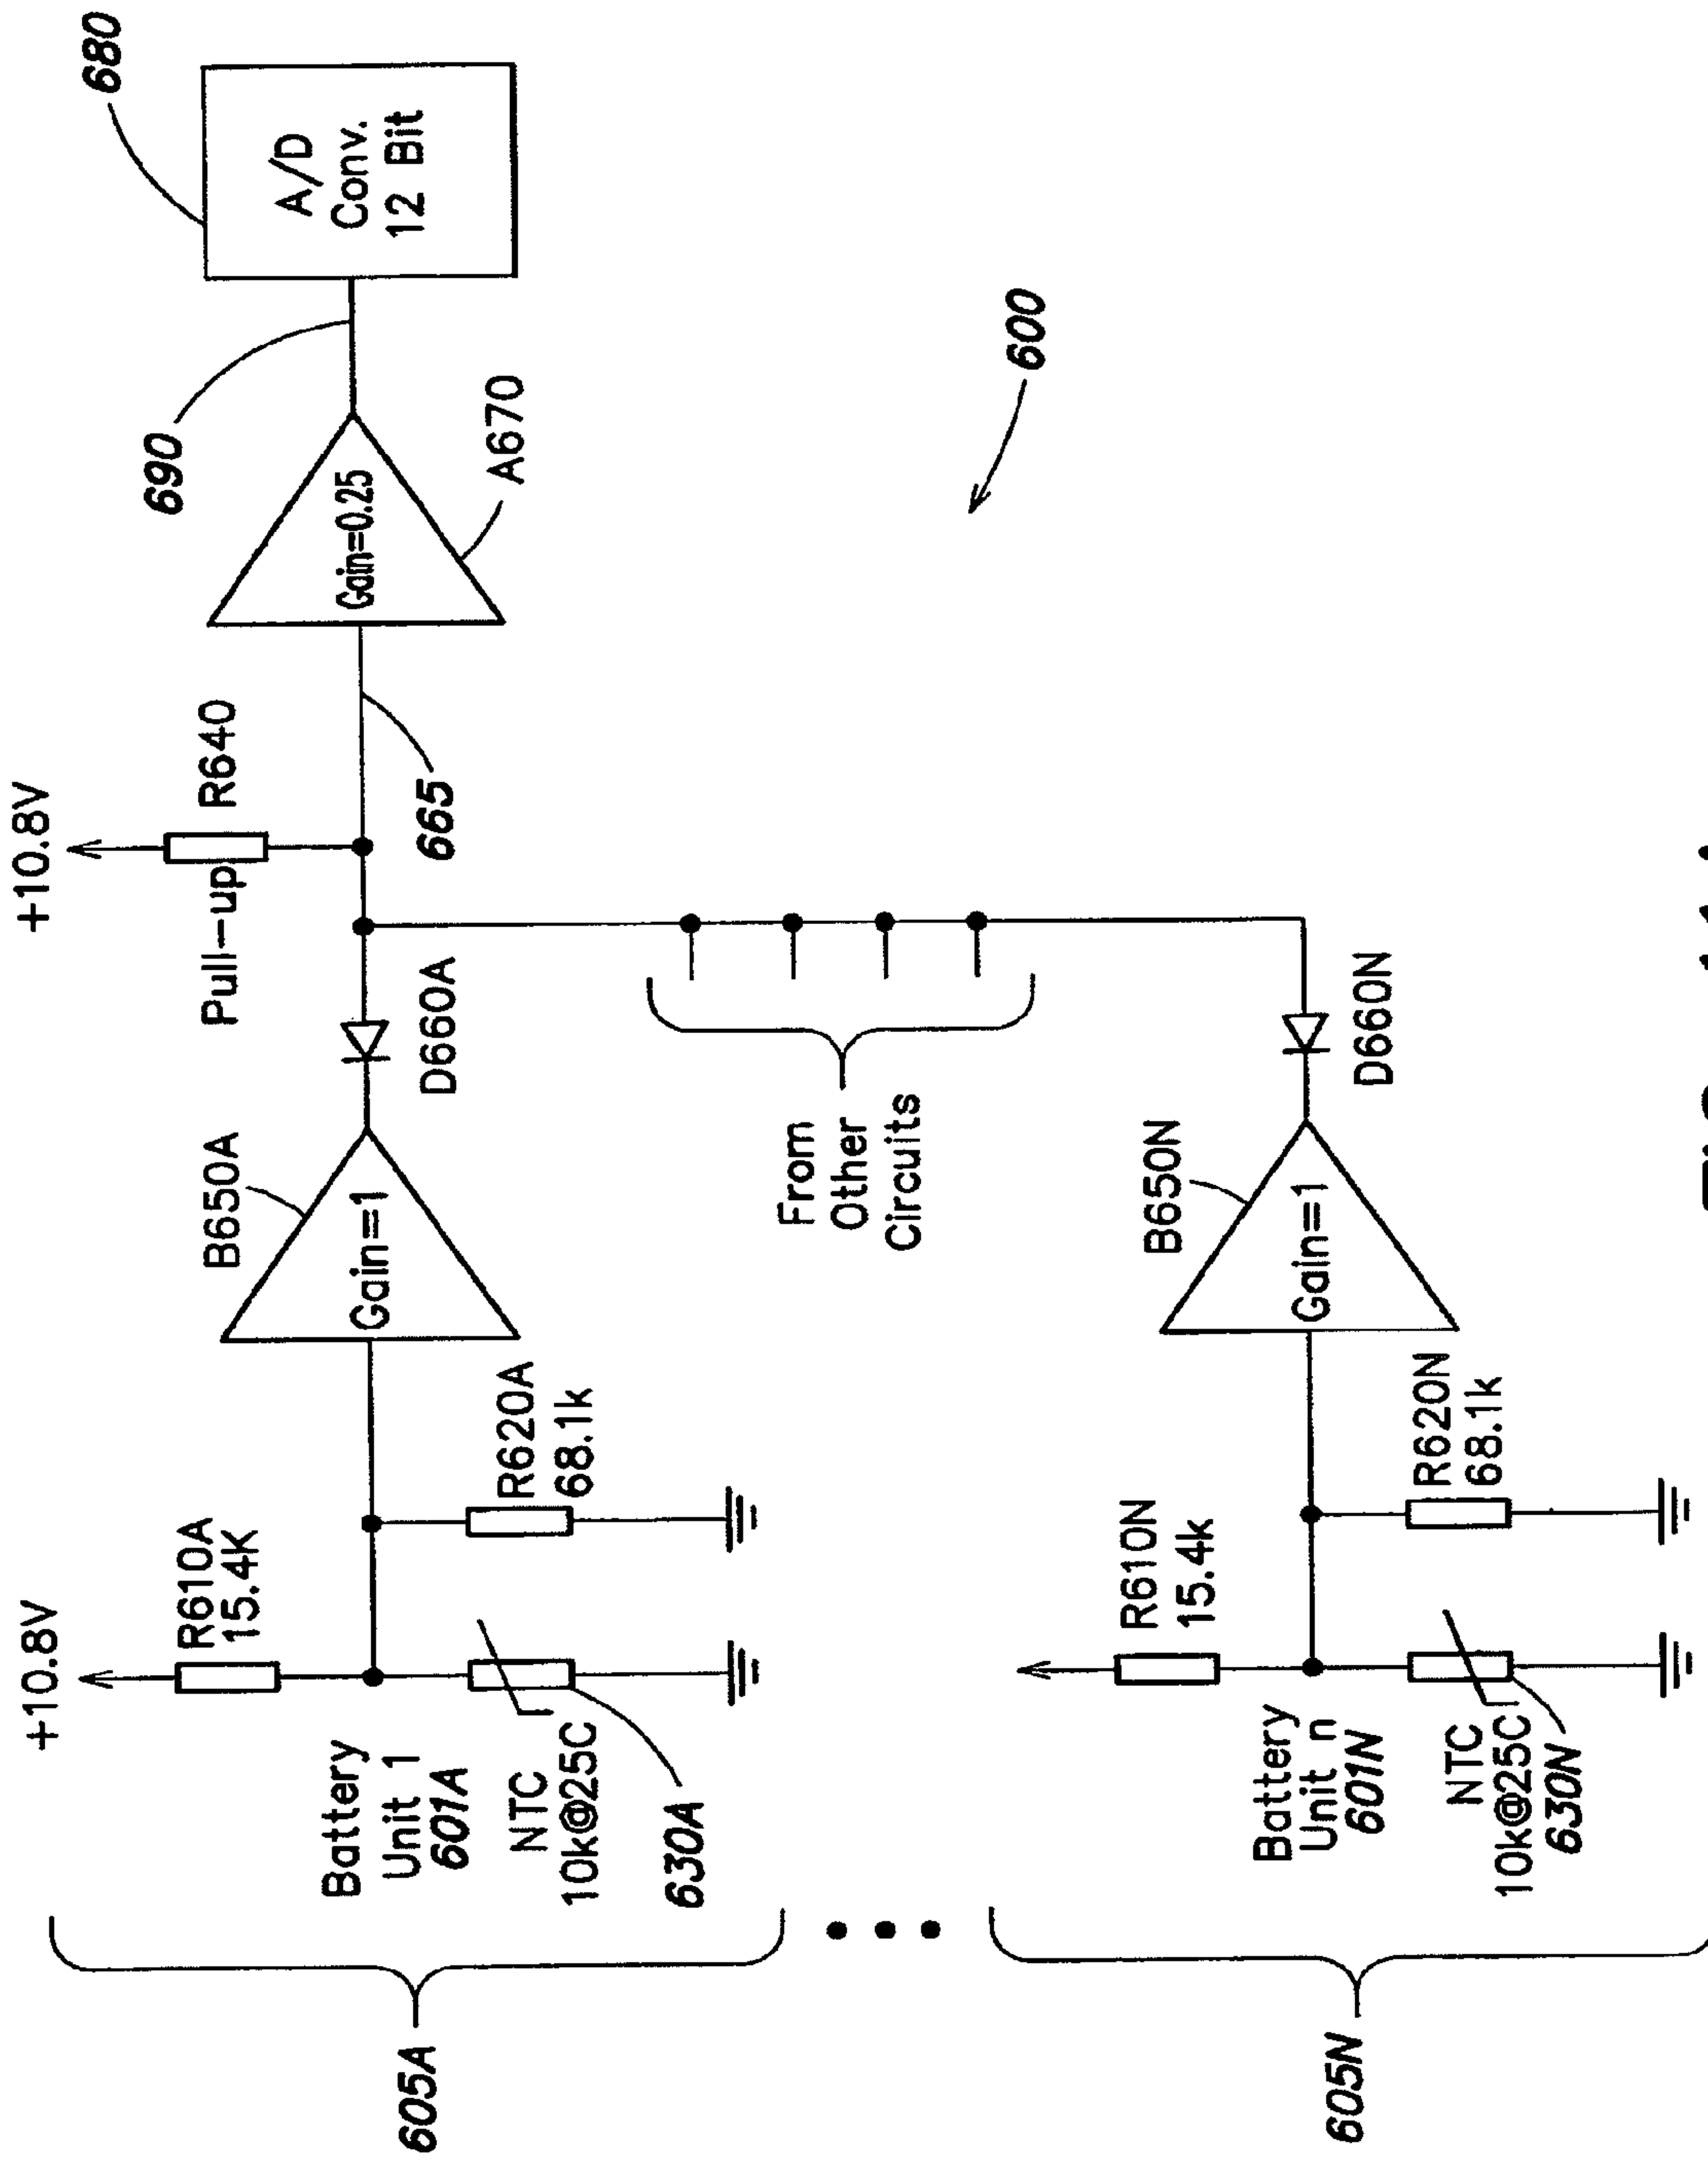 +10.8V
R610A
15.4K
Battery
Unit 1
601A
NTC
10k@25C
630A
605A
R620A
68.1k
B650A
Gain=1
D660A
+10.8V
Pull-up
R640
665
Gain=0.25
A670
690
A/D
Conv.
12 Bit
680
From
Other
Circuits
600
R610N
15.4k
Battery
Unit n
601N
NTC
10k@25C
630N
605N
R620N
68.1k
B650N
Gain=1
D660N